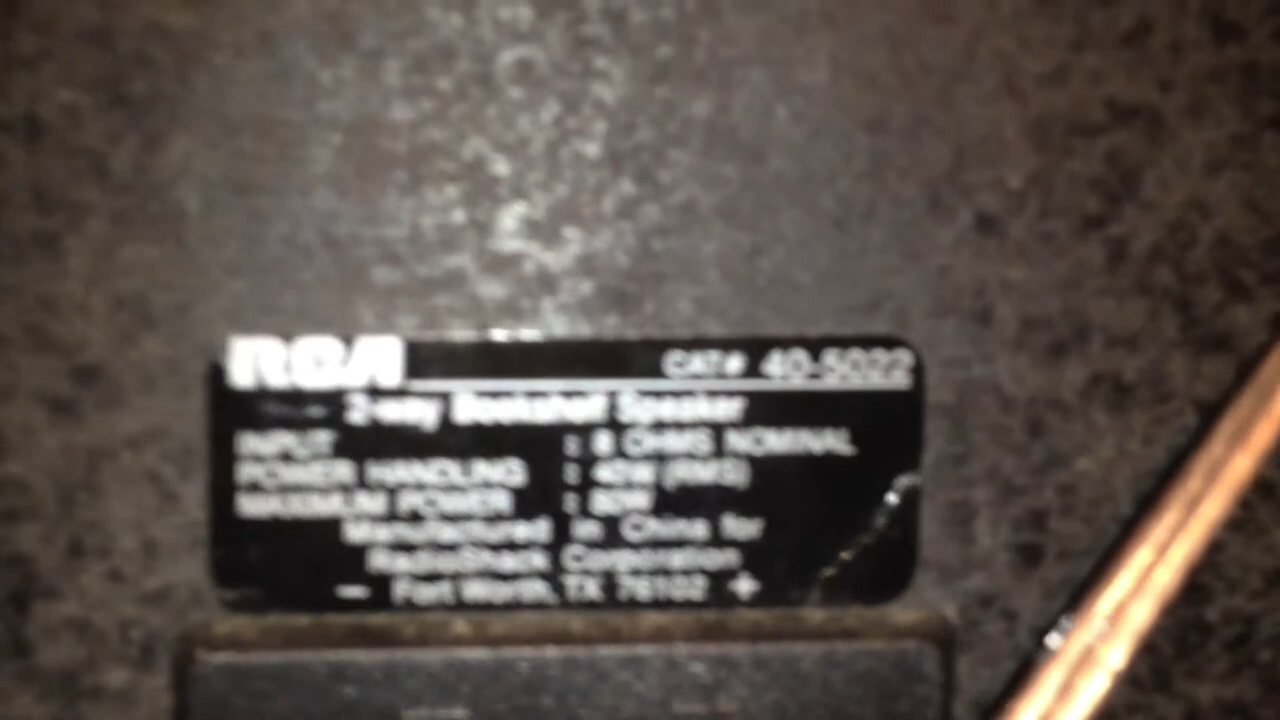 RCA CAT# 40-5022
2-way Bookshelf Speaker
INPUT : 8 OHMS NOMINAL
POWER HANDLING : 40W (RMS)
MAXIMUM POWER : 80W
Manufactured in China for
RadioShack Corporation
− Fort Worth, TX 76102 +